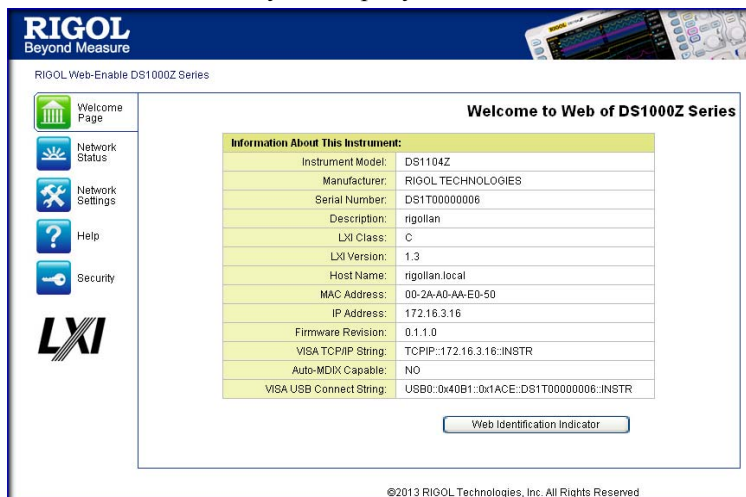 RIGOL
Beyond Measure
RIGOL Web-Enable DS1000Z Series
Welcome Page
Network Status
Network Settings
Help
Security
LXI
Welcome to Web of DS1000Z Series
Information About This Instrument:
Instrument Model: DS1104Z
Manufacturer: RIGOL TECHNOLOGIES
Serial Number: DS1T00000006
Description: rigollan
LXI Class: C
LXI Version: 1.3
Host Name: rigollan.local
MAC Address: 00-2A-A0-AA-E0-50
IP Address: 172.16.3.16
Firmware Revision: 0.1.1.0
VISA TCP/IP String: TCPIP::172.16.3.16::INSTR
Auto-MDIX Capable: NO
VISA USB Connect String: USB0::0x40B1::0x1ACE::DS1T00000006::INSTR
Web Identification Indicator
©2013 RIGOL Technologies, Inc. All Rights Reserved